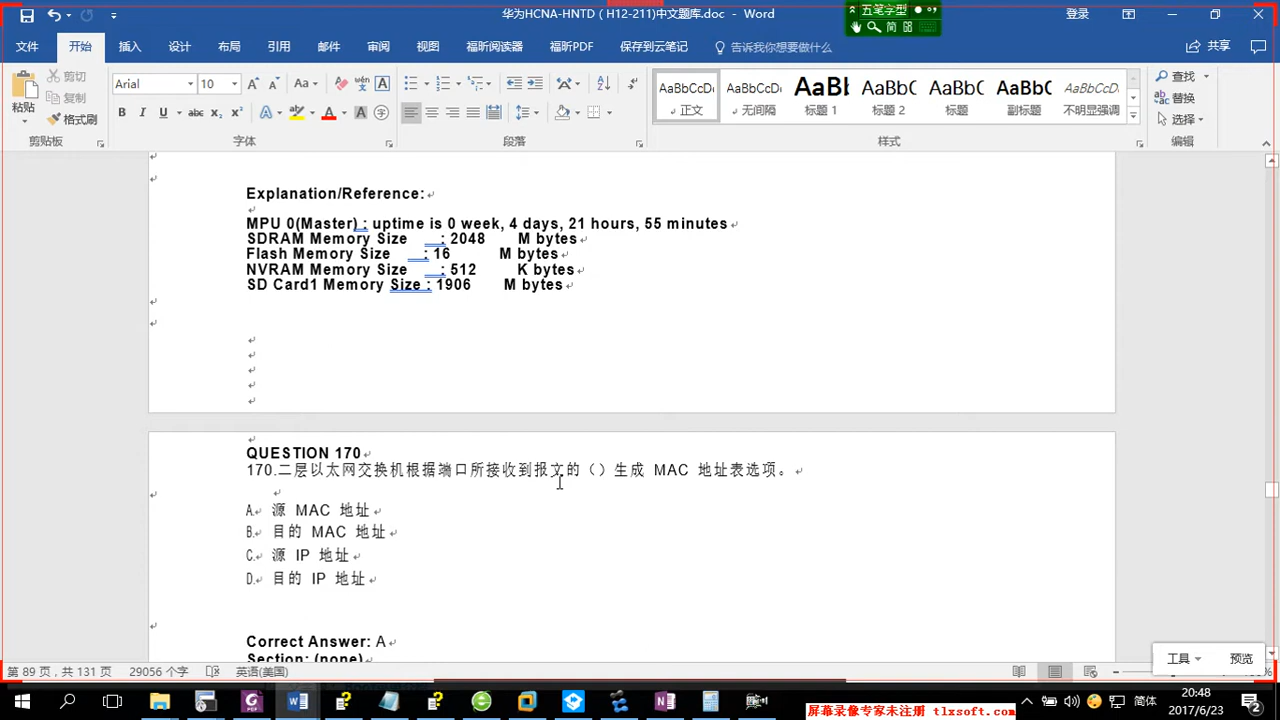 华为HCNA-HNTD（H12-211)中文题库.doc - Word
五笔字型
简
登录
文件 开始 插入 设计 布局 引用 邮件 审阅 视图 福昕阅读器 福昕PDF 保存到云笔记 告诉我你想要做什么 共享
粘贴
剪切
复制
格式刷
剪贴板
Arial 10
字体
段落
AaBbCcDi AaBbCcDi AaBb AaBbC AaBbC AaBbC AaBbCcDi
正文 无间隔 标题 1 标题 2 标题 副标题 不明显强调
样式
查找
替换
选择
编辑
Explanation/Reference:
MPU 0(Master) : uptime is 0 week, 4 days, 21 hours, 55 minutes
SDRAM Memory Size : 2048 M bytes
Flash Memory Size : 16 M bytes
NVRAM Memory Size : 512 K bytes
SD Card1 Memory Size : 1906 M bytes
QUESTION 170
170.二层以太网交换机根据端口所接收到报文的（）生成 MAC 地址表选项。
A. 源 MAC 地址
B. 目的 MAC 地址
C. 源 IP 地址
D. 目的 IP 地址
Correct Answer: A
Section: (none)
第 89 页，共 131 页 29056 个字 英语(美国)
工具 预览
简体
20:48
2017/6/23
屏幕录像专家未注册 tlxsoft.com